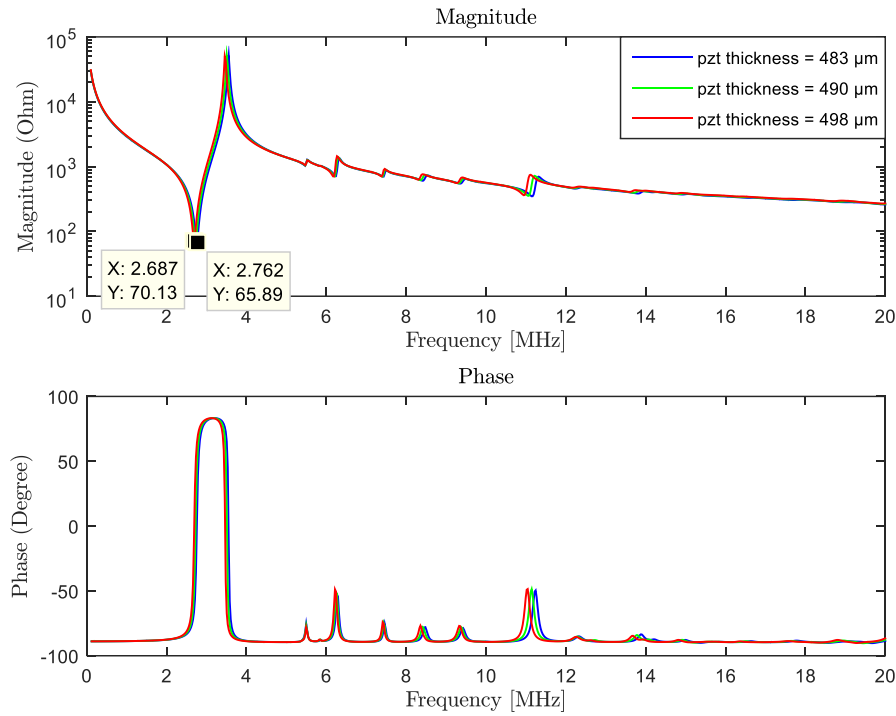 Magnitude
10^5
10^4
10^3
10^2
10^1
Magnitude (Ohm)
pzt thickness = 483 µm
pzt thickness = 490 µm
pzt thickness = 498 µm
X: 2.687
Y: 70.13
X: 2.762
Y: 65.89
0 2 4 6 8 10 12 14 16 18 20
Frequency [MHz]
Phase
100
50
0
-50
-100
Phase (Degree)
0 2 4 6 8 10 12 14 16 18 20
Frequency [MHz]